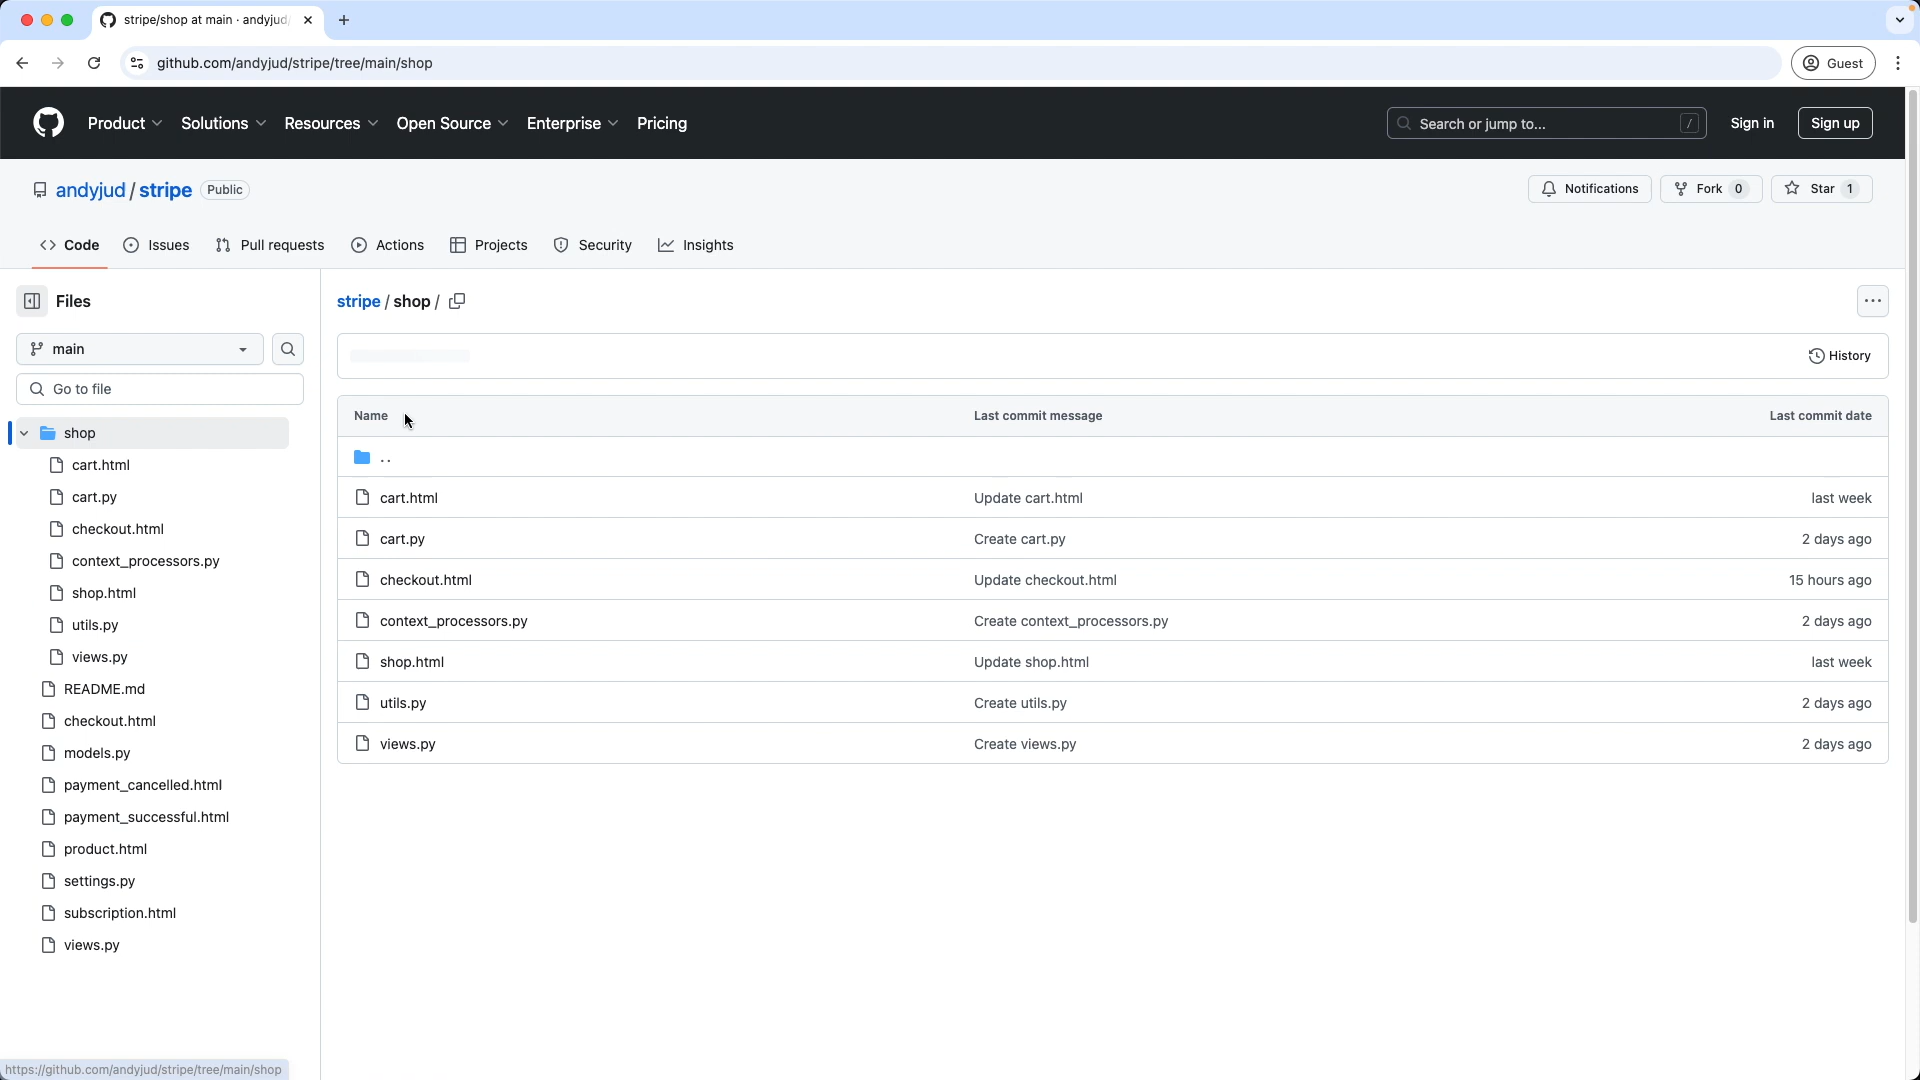 stripe/shop at main · andyjud/
github.com/andyjud/stripe/tree/main/shop
Guest
Product
Solutions
Resources
Open Source
Enterprise
Pricing
Search or jump to...
/
Sign in
Sign up
andyjud / stripe
Public
Notifications
Fork 0
Star 1
Code
Issues
Pull requests
Actions
Projects
Security
Insights
Files
main
Go to file
shop
cart.html
cart.py
checkout.html
context_processors.py
shop.html
utils.py
views.py
README.md
checkout.html
models.py
payment_cancelled.html
payment_successful.html
product.html
settings.py
subscription.html
views.py
stripe / shop /
History
Name Last commit message Last commit date
..
cart.html Update cart.html last week
cart.py Create cart.py 2 days ago
checkout.html Update checkout.html 15 hours ago
context_processors.py Create context_processors.py 2 days ago
shop.html Update shop.html last week
utils.py Create utils.py 2 days ago
views.py Create views.py 2 days ago
https://github.com/andyjud/stripe/tree/main/shop